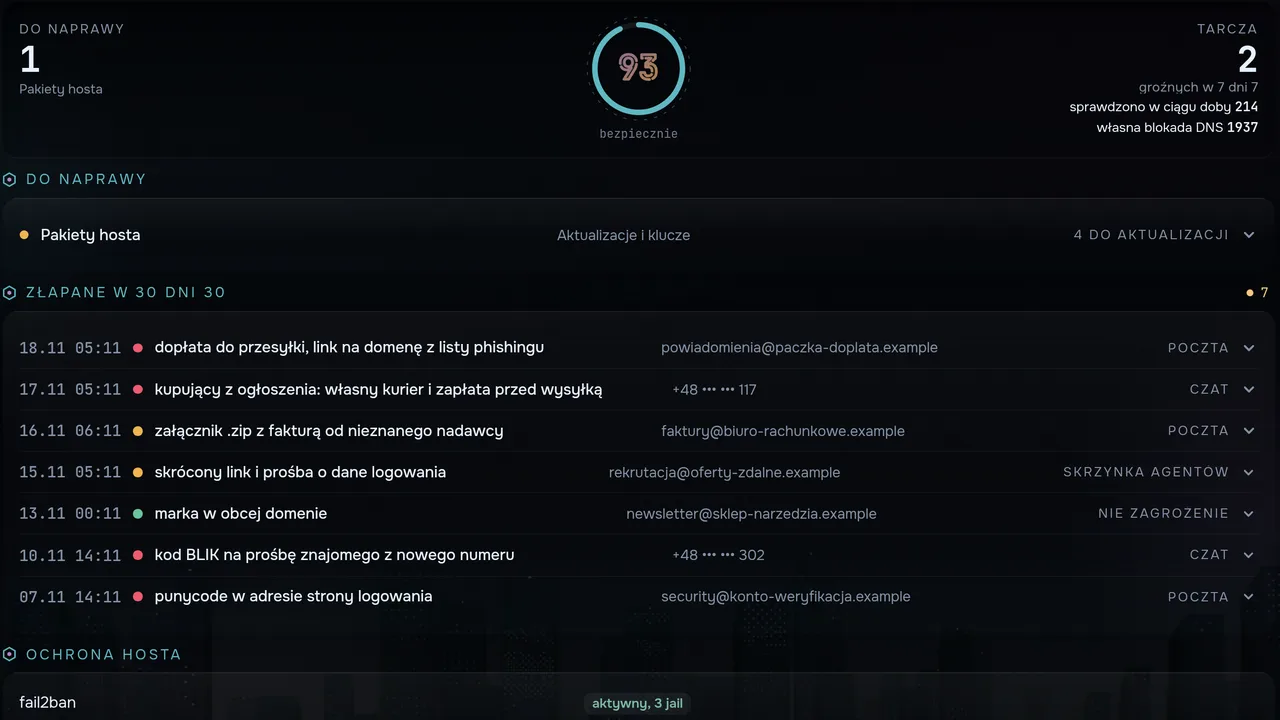 DO NAPRAWY
1
Pakiety hosta
93
bezpiecznie
TARCZA
2
groźnych w 7 dni 7
sprawdzono w ciągu doby 214
własna blokada DNS 1937
DO NAPRAWY
Pakiety hosta Aktualizacje i klucze 4 DO AKTUALIZACJI
ZŁAPANE W 30 DNI 30 7
18.11 05:11 dopłata do przesyłki, link na domenę z listy phishingu powiadomienia@paczka-doplata.example POCZTA
17.11 05:11 kupujący z ogłoszenia: własny kurier i zapłata przed wysyłką +48 ••• ••• 117 CZAT
16.11 06:11 załącznik .zip z fakturą od nieznanego nadawcy faktury@biuro-rachunkowe.example POCZTA
15.11 05:11 skrócony link i prośba o dane logowania rekrutacja@oferty-zdalne.example SKRZYNKA AGENTÓW
13.11 00:11 marka w obcej domenie newsletter@sklep-narzedzia.example NIE ZAGROŻENIE
10.11 14:11 kod BLIK na prośbę znajomego z nowego numeru +48 ••• ••• 302 CZAT
07.11 14:11 punycode w adresie strony logowania security@konto-weryfikacja.example POCZTA
OCHRONA HOSTA
fail2ban aktywny, 3 jail